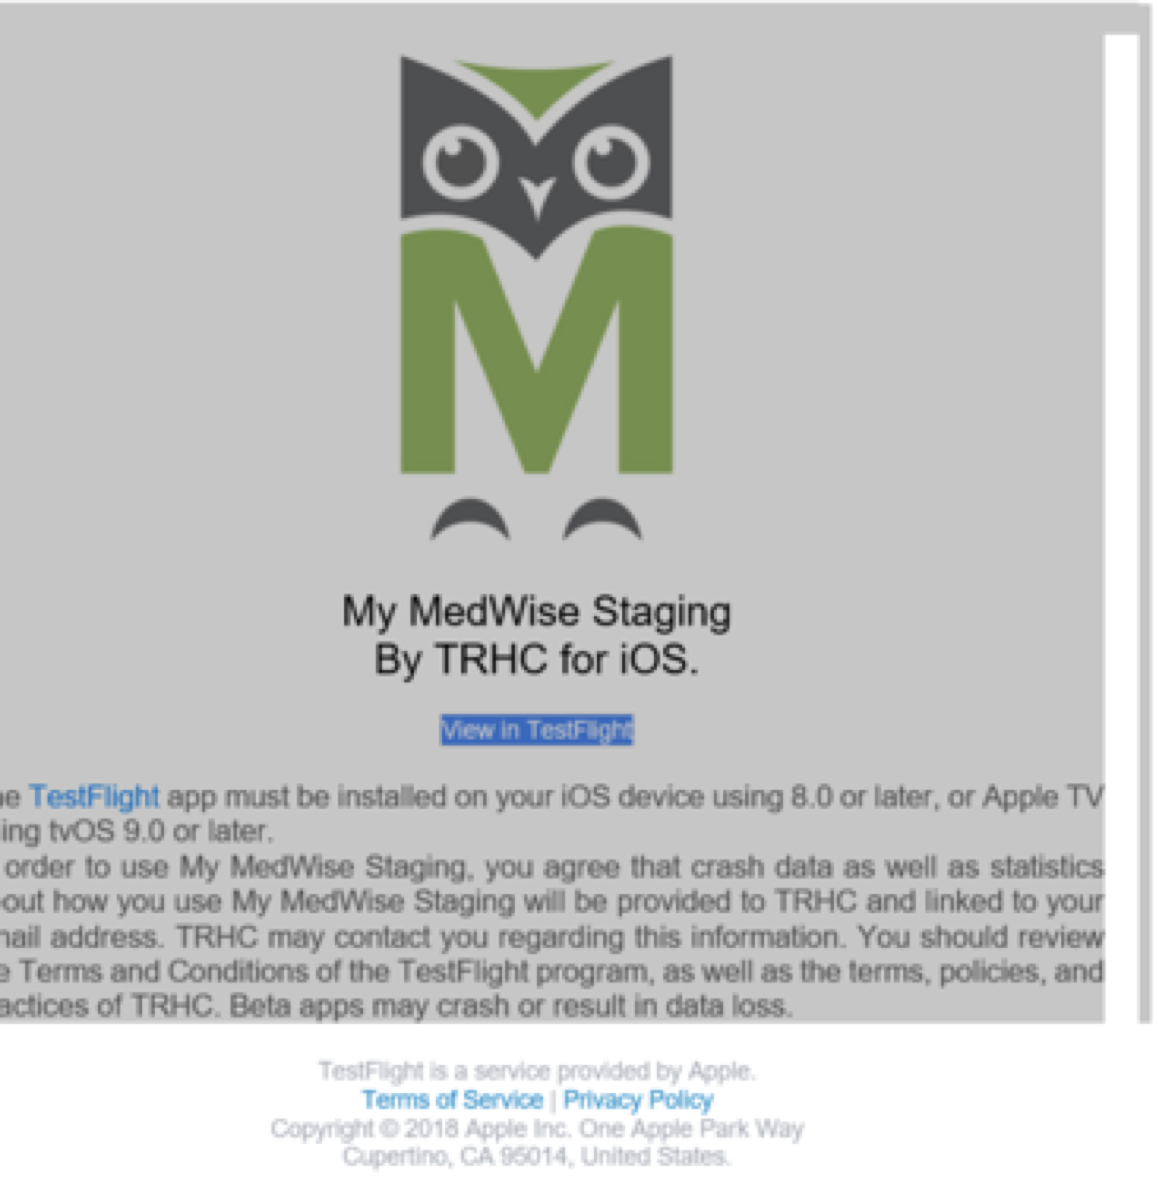 M
My MedWise Staging
By TRHC for iOS.
View in TestFlight
TestFlight app must be installed on your iOS device using 8.0 or later, or Apple TV
tvOS 9.0 or later.
order to use My MedWise Staging, you agree that crash data as well as statistics
how you use My MedWise Staging will be provided to TRHC and linked to your
address. TRHC may contact you regarding this information. You should review
Terms and Conditions of the TestFlight program, as well as the terms, policies, and
of TRHC. Beta apps may crash or result in data loss.
TestFlight is a service provided by Apple.
Terms of Service | Privacy Policy
Copyright © 2018 Apple Inc. One Apple Park Way
Cupertino, CA 95014, United States.